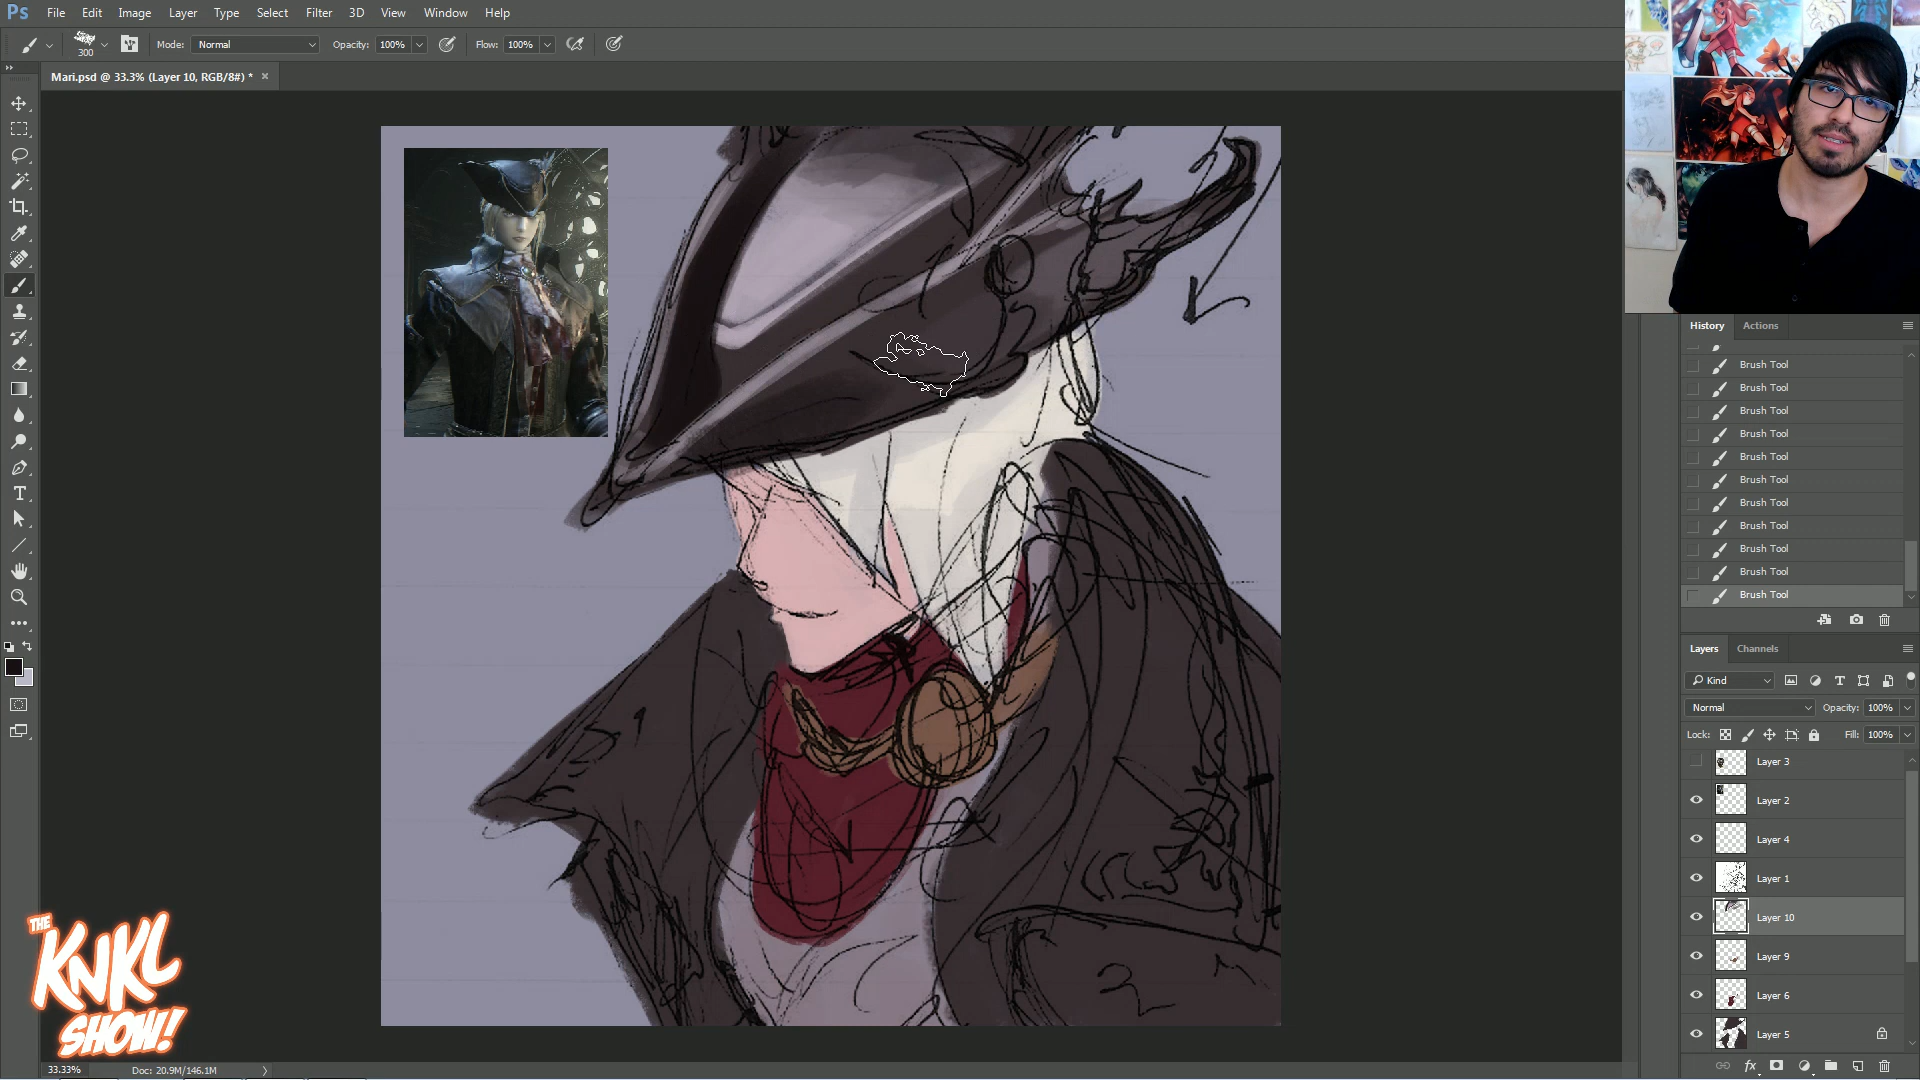 Ps File Edit Image Layer Type Select Filter 3D View Window Help
300 Mode: Normal Opacity: 100% Flow: 100%
Mari.psd @ 33.3% (Layer 10, RGB/8#) * ×
History Actions
Brush Tool
Brush Tool
Brush Tool
Brush Tool
Brush Tool
Brush Tool
Brush Tool
Brush Tool
Brush Tool
Brush Tool
Brush Tool
Layers Channels
Kind
Normal Opacity: 100%
Lock: Fill: 100%
Layer 3
Layer 2
Layer 4
Layer 1
Layer 10
Layer 9
Layer 6
Layer 5
fx
THE
KNKL
SHOW!
33.33% Doc: 20.9M/146.1M